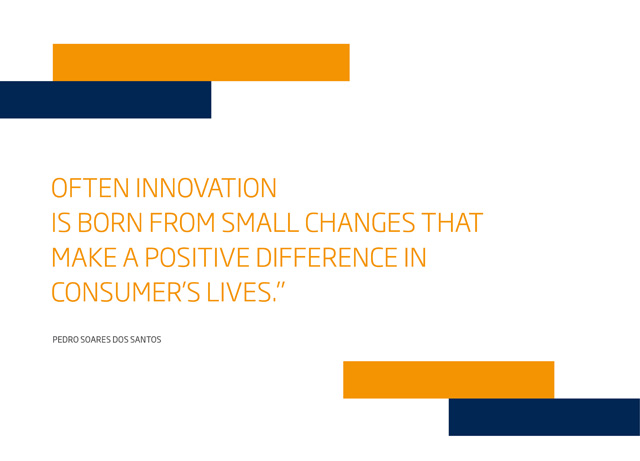 OFTEN INNOVATION
IS BORN FROM SMALL CHANGES THAT
MAKE A POSITIVE DIFFERENCE IN
CONSUMER’S LIVES.”
PEDRO SOARES DOS SANTOS